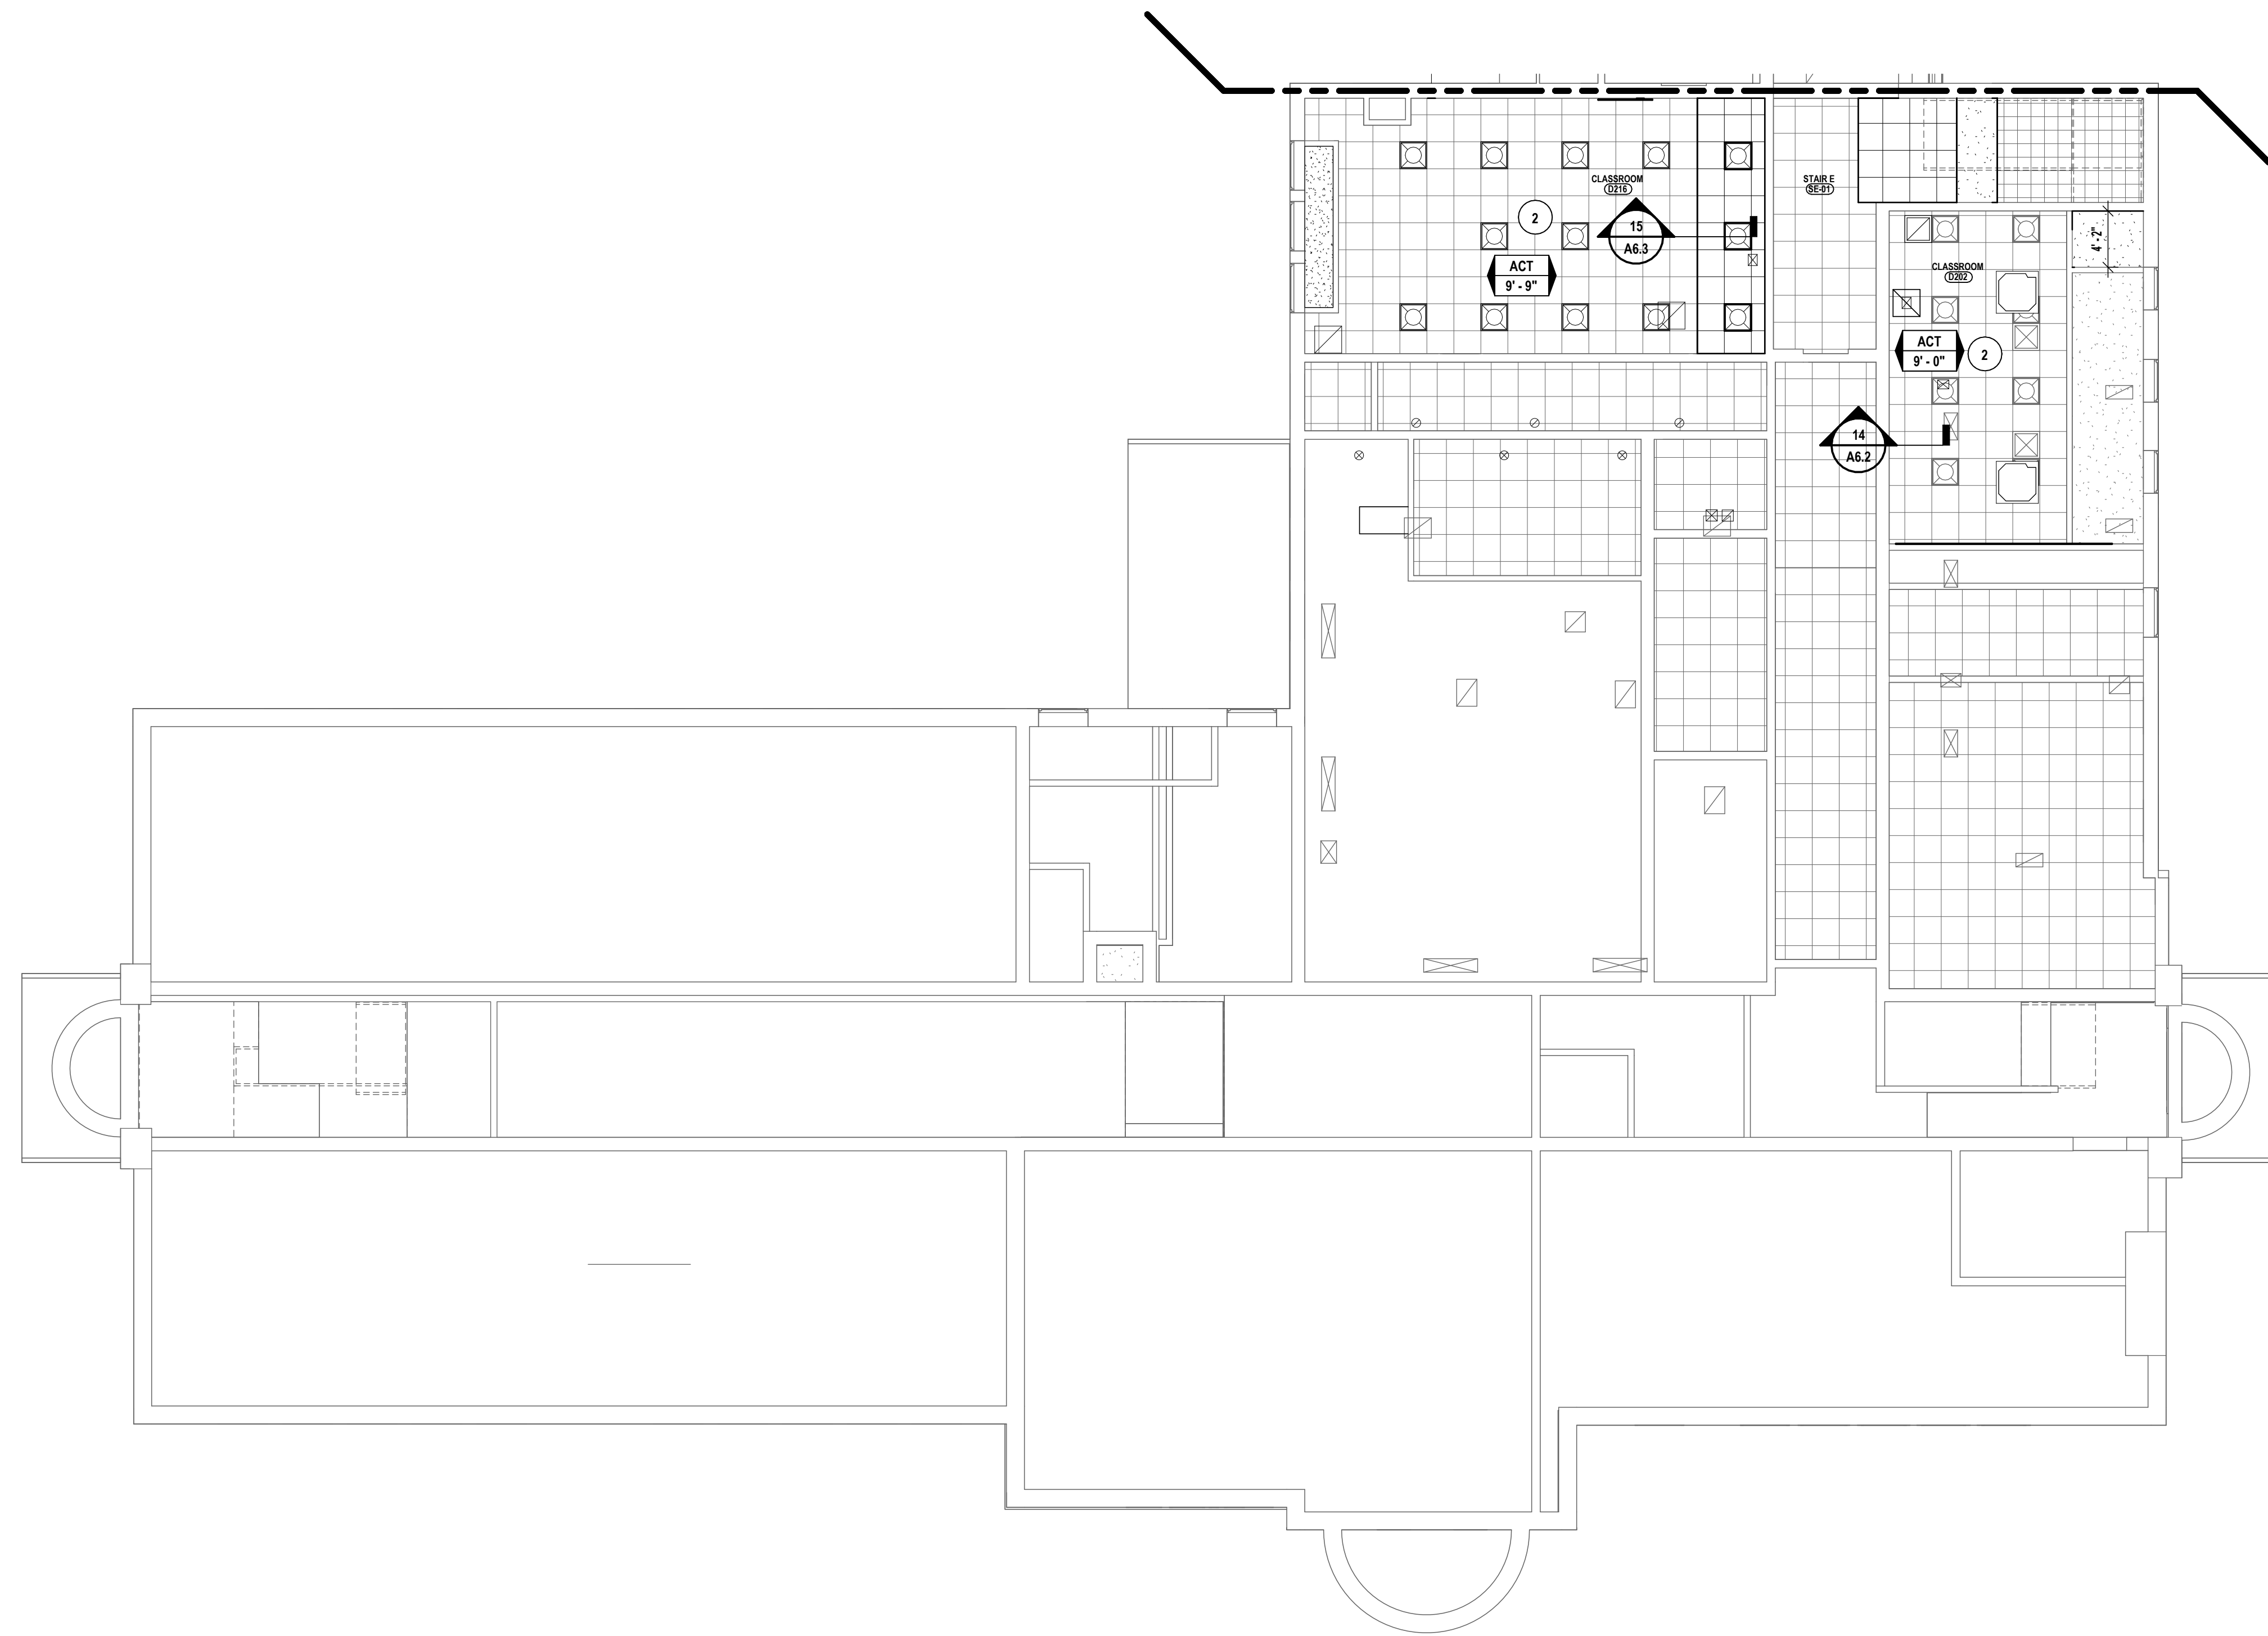 CLASSROOM
D216
2
15
A6.3
ACT
9' - 9"
STAIR E
SE-01
4' - 2"
CLASSROOM
D202
ACT
9' - 0"
2
14
A6.2